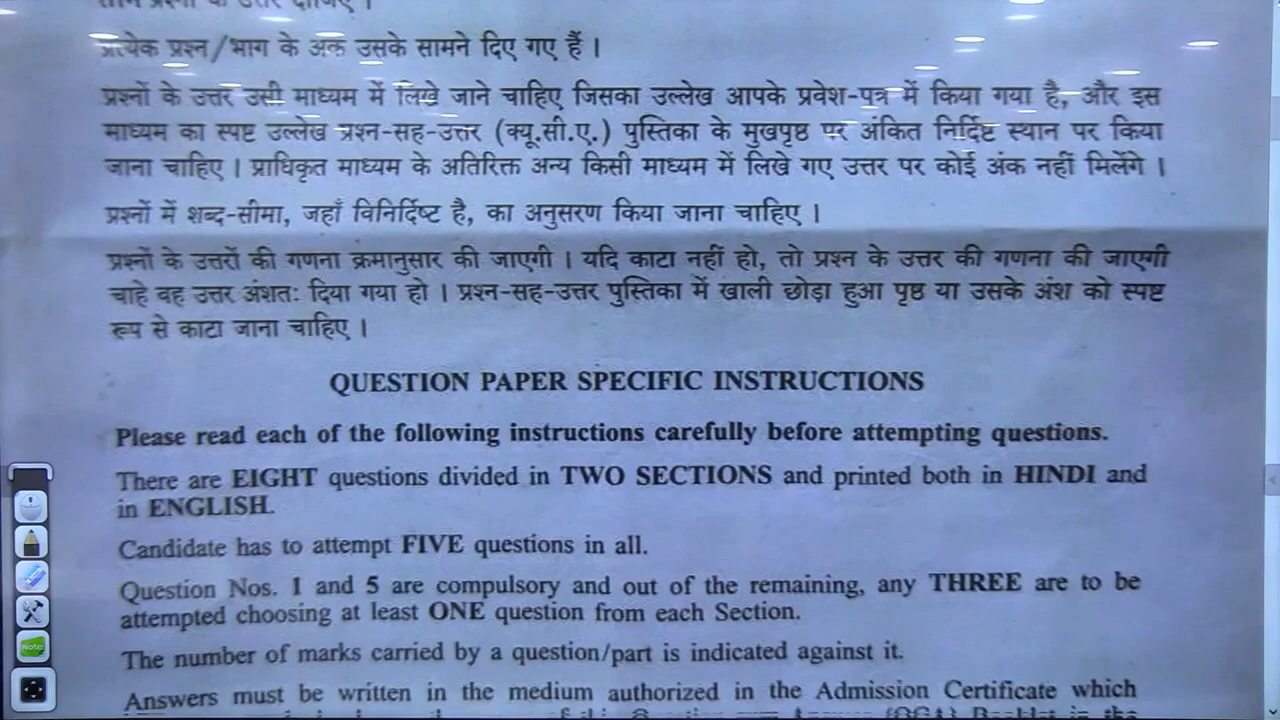 प्रत्येक प्रश्न/भाग के अंक उसके सामने दिए गए हैं ।
प्रश्नों के उत्तर उसी माध्यम में लिखे जाने चाहिए जिसका उल्लेख आपके प्रवेश-पत्र में किया गया है, और इस
माध्यम का स्पष्ट उल्लेख प्रश्न-सह-उत्तर (क्यू.सी.ए.) पुस्तिका के मुखपृष्ठ पर अंकित निर्दिष्ट स्थान पर किया
जाना चाहिए । प्राधिकृत माध्यम के अतिरिक्त अन्य किसी माध्यम में लिखे गए उत्तर पर कोई अंक नहीं मिलेंगे ।
प्रश्नों में शब्द-सीमा, जहाँ विनिर्दिष्ट है, का अनुसरण किया जाना चाहिए ।
प्रश्नों के उत्तरों की गणना क्रमानुसार की जाएगी । यदि काटा नहीं हो, तो प्रश्न के उत्तर की गणना की जाएगी
चाहे वह उत्तर अंशतः दिया गया हो । प्रश्न-सह-उत्तर पुस्तिका में खाली छोड़ा हुआ पृष्ठ या उसके अंश को स्पष्ट
रूप से काटा जाना चाहिए ।
QUESTION PAPER SPECIFIC INSTRUCTIONS
Please read each of the following instructions carefully before attempting questions.
There are EIGHT questions divided in TWO SECTIONS and printed both in HINDI and
in ENGLISH.
Candidate has to attempt FIVE questions in all.
Question Nos. 1 and 5 are compulsory and out of the remaining, any THREE are to be
attempted choosing at least ONE question from each Section.
The number of marks carried by a question/part is indicated against it.
Answers must be written in the medium authorized in the Admission Certificate which
Note